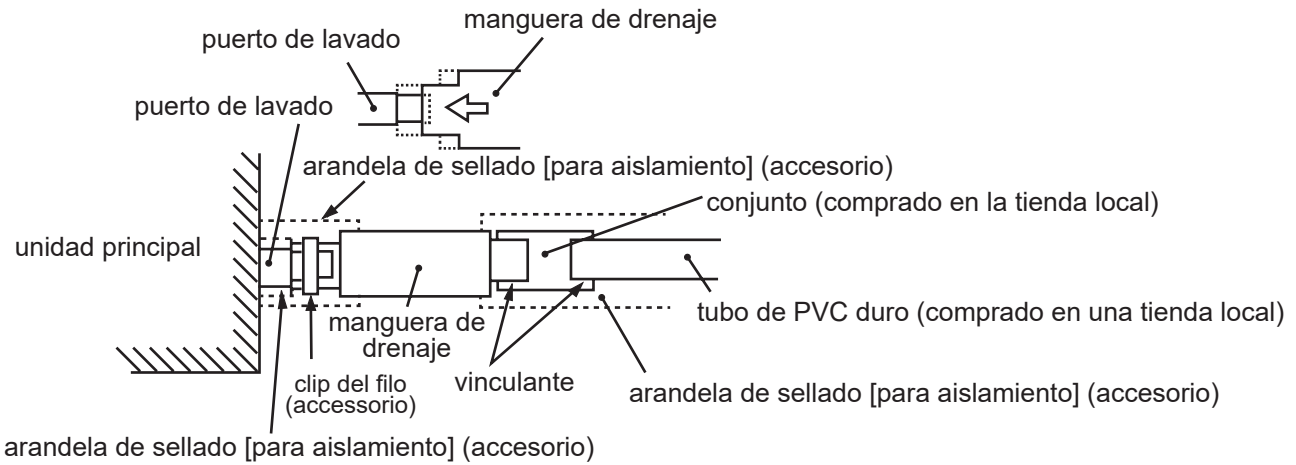 manguera de drenaje
puerto de lavado
puerto de lavado
arandela de sellado [para aislamiento] (accesorio)
conjunto (comprado en la tienda local)
unidad principal
tubo de PVC duro (comprado en una tienda local)
manguera de
drenaje
clip del filo
(accessorio)
vinculante
arandela de sellado [para aislamiento] (accesorio)
arandela de sellado [para aislamiento] (accesorio)